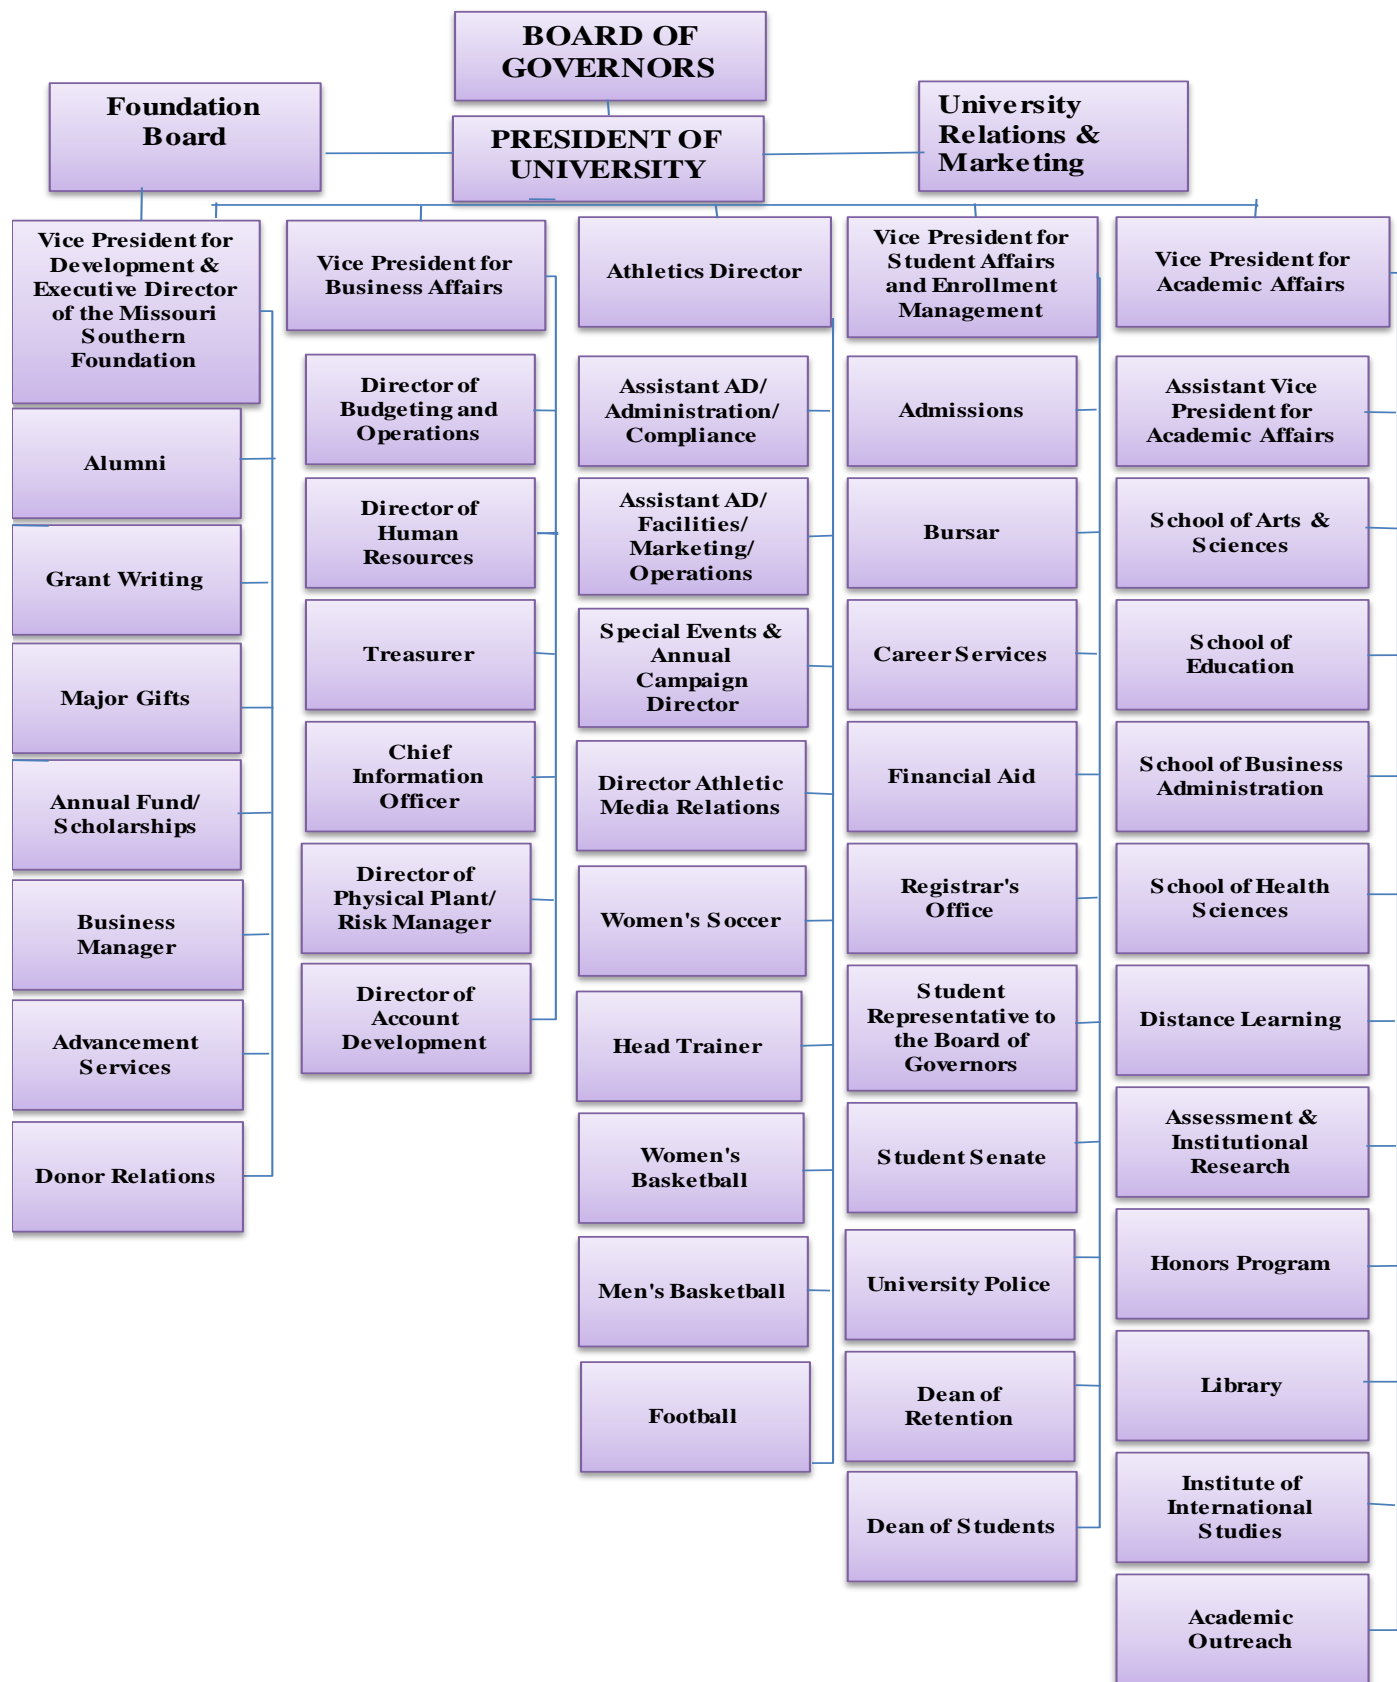 BOARD OF
GOVERNORS
Foundation
Board
PRESIDENT OF
UNIVERSITY
University
Relations &
Marketing
Vice President for
Development &
Executive Director
of the Missouri
Southern
Foundation
Alumni
Grant Writing
Major Gifts
Annual Fund/
Scholarships
Business
Manager
Advancement
Services
Donor Relations
Vice President for
Business Affairs
Director of
Budgeting and
Operations
Director of
Human
Resources
Treasurer
Chief
Information
Officer
Director of
Physical Plant/
Risk Manager
Director of
Account
Development
Athletics Director
Assistant AD/
Administration/
Compliance
Assistant AD/
Facilities/
Marketing/
Operations
Special Events &
Annual
Campaign
Director
Director Athletic
Media Relations
Women's Soccer
Head Trainer
Women's
Basketball
Men's Basketball
Football
Vice President for
Student Affairs
and Enrollment
Management
Admissions
Bursar
Career Services
Financial Aid
Registrar's
Office
Student
Representative to
the Board of
Governors
Student Senate
University Police
Dean of
Retention
Dean of Students
Vice President for
Academic Affairs
Assistant Vice
President for
Academic Affairs
School of Arts &
Sciences
School of
Education
School of Business
Administration
School of Health
Sciences
Distance Learning
Assessment &
Institutional
Research
Honors Program
Library
Institute of
International
Studies
Academic
Outreach